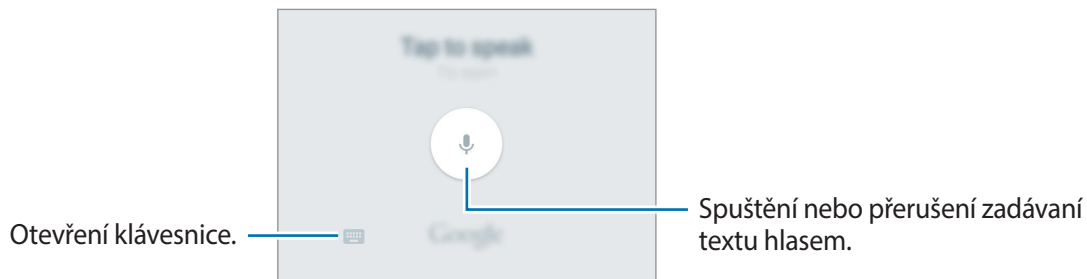 Tap to speak
Otevření klávesnice.
Google
Spuštění nebo přerušení zadávaní
textu hlasem.